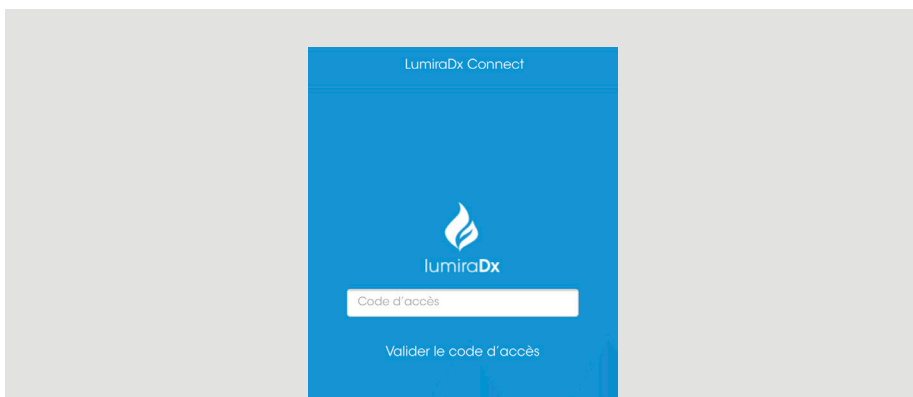 LumiraDx Connect
lumiraDx
Code d'accès
Valider le code d'accès